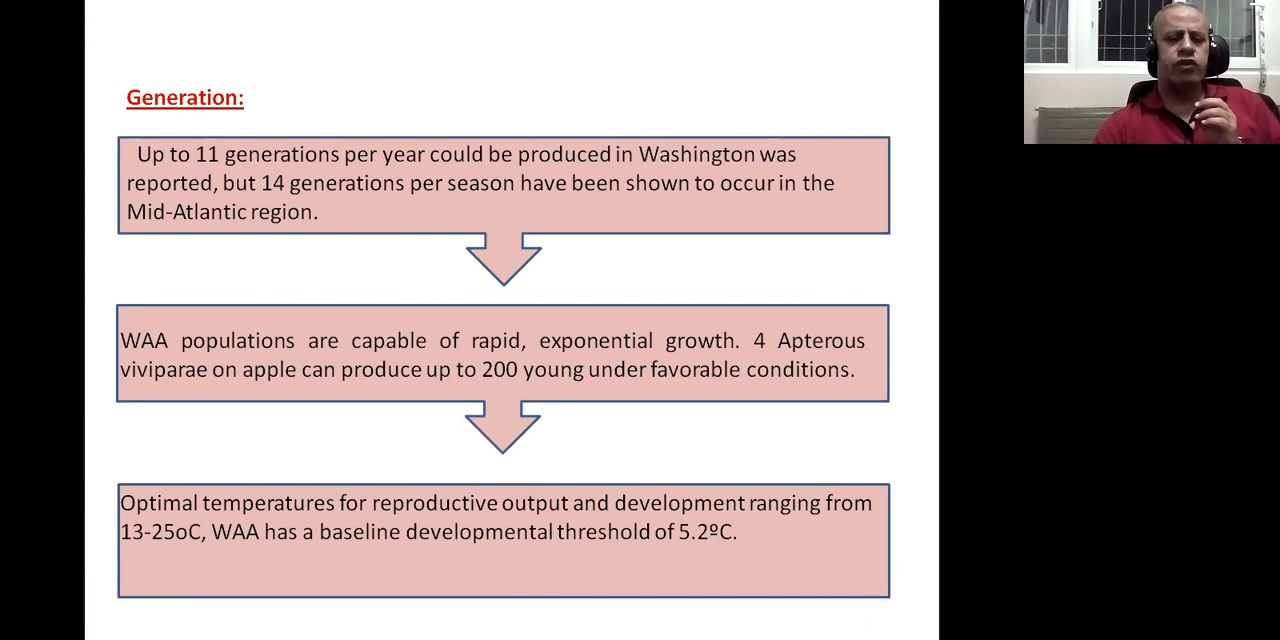 Generation:
Up to 11 generations per year could be produced in Washington was
reported, but 14 generations per season have been shown to occur in the
Mid-Atlantic region.
WAA populations are capable of rapid, exponential growth. 4 Apterous
viviparae on apple can produce up to 200 young under favorable conditions.
Optimal temperatures for reproductive output and development ranging from
13-25oC, WAA has a baseline developmental threshold of 5.2ºC.